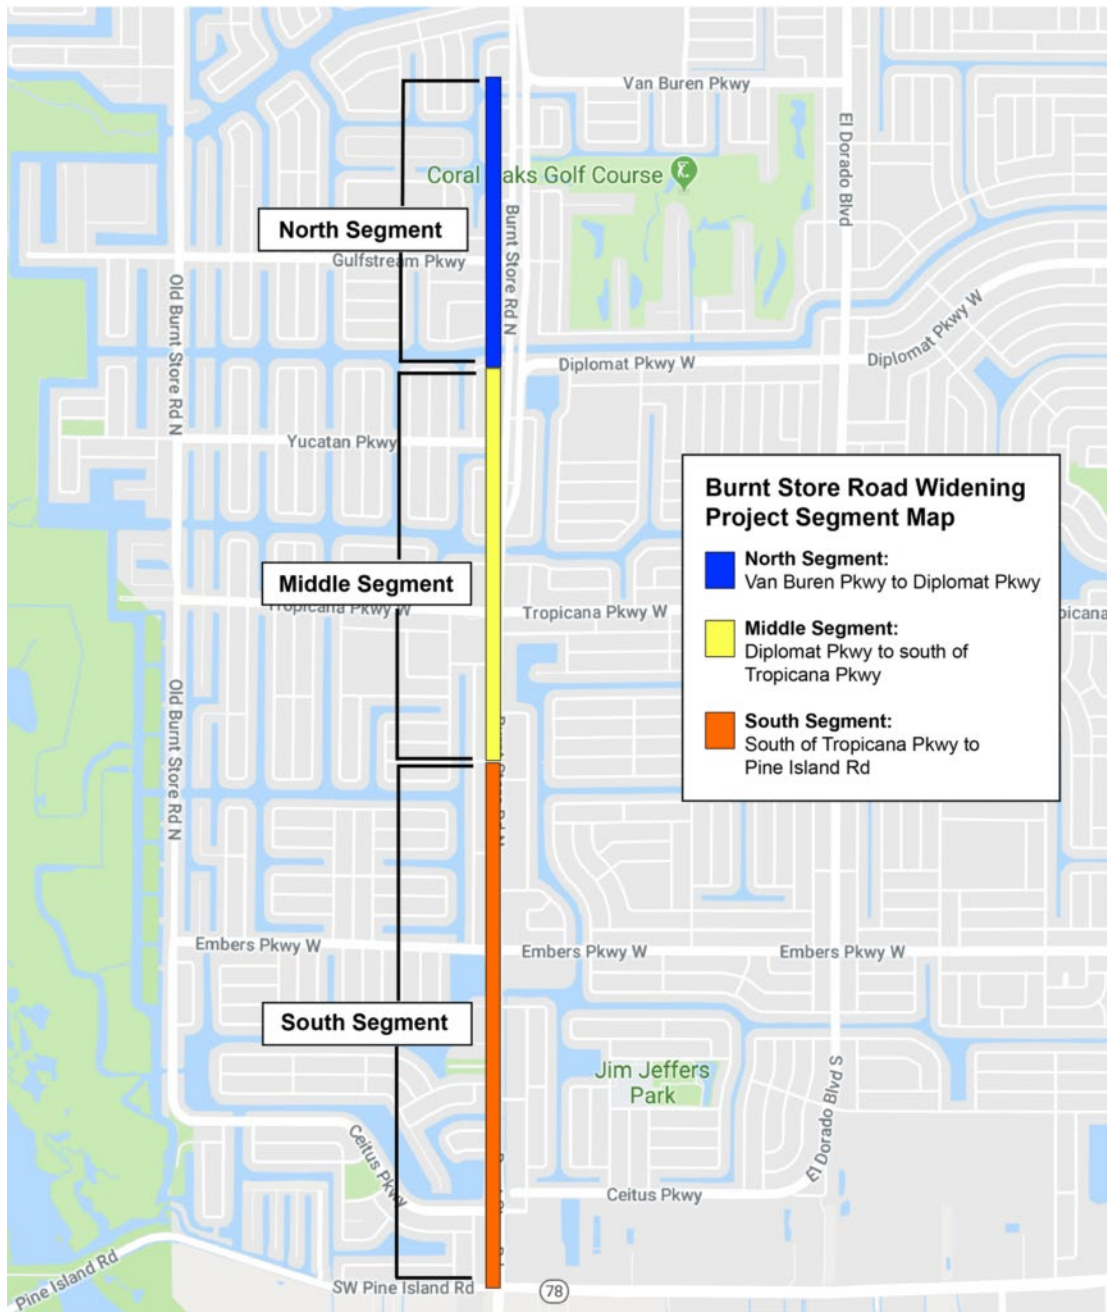 Van Buren Pkwy
El Dorado Blvd
Coral aks Golf Course
North Segment
Burnt Store Rd N
Gulfstream Pkwy
Old Burnt Store Rd N
Diplomat Pkwy W
Diplomat Pkwy W
Yucatan Pkwy
Burnt Store Road Widening
Project Segment Map
North Segment:
Van Buren Pkwy to Diplomat Pkwy
Middle Segment:
Diplomat Pkwy to south of
Tropicana Pkwy
South Segment:
South of Tropicana Pkwy to
Pine Island Rd
Middle Segment
Tropicana Pkwy W
Tropicana Pkwy W
picana
Old Burnt Store Rd N
Embers Pkwy W
Embers Pkwy W
Embers Pkwy W
South Segment
Jim Jeffers
Park
El Dorado Blvd S
Ceitus Pkwy
Ceitus Pkwy
Pine Island Rd
SW Pine Island Rd
78